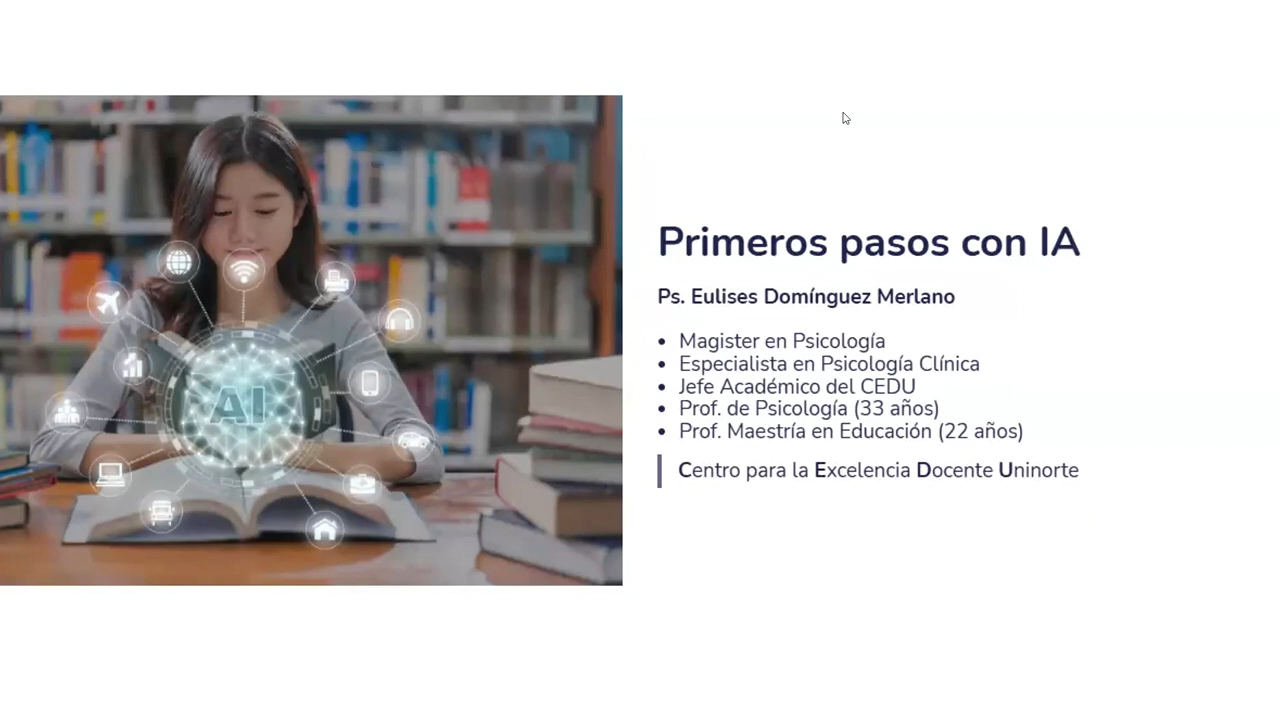 AI
Primeros pasos con IA
Ps. Eulises Domínguez Merlano
• Magister en Psicología
• Especialista en Psicología Clínica
• Jefe Académico del CEDU
• Prof. de Psicología (33 años)
• Prof. Maestría en Educación (22 años)
Centro para la Excelencia Docente Uninorte